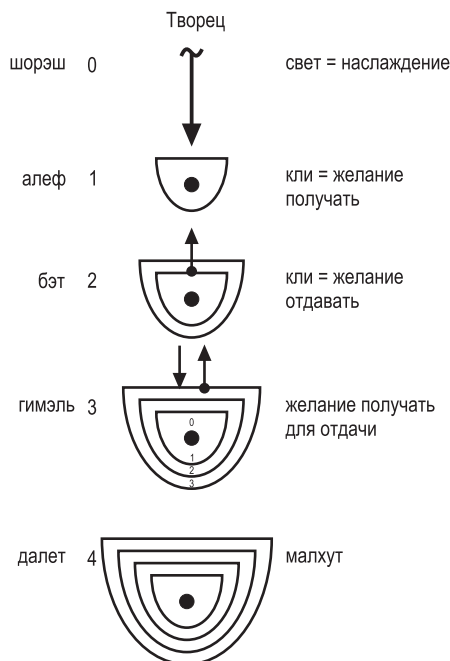 Творец
шорэш 0 свет = наслаждение
алеф 1 кли = желание
получать
бэт 2 кли = желание
отдавать
гимэль 3 желание получать
для отдачи
0
1
2
3
далет 4 малхут